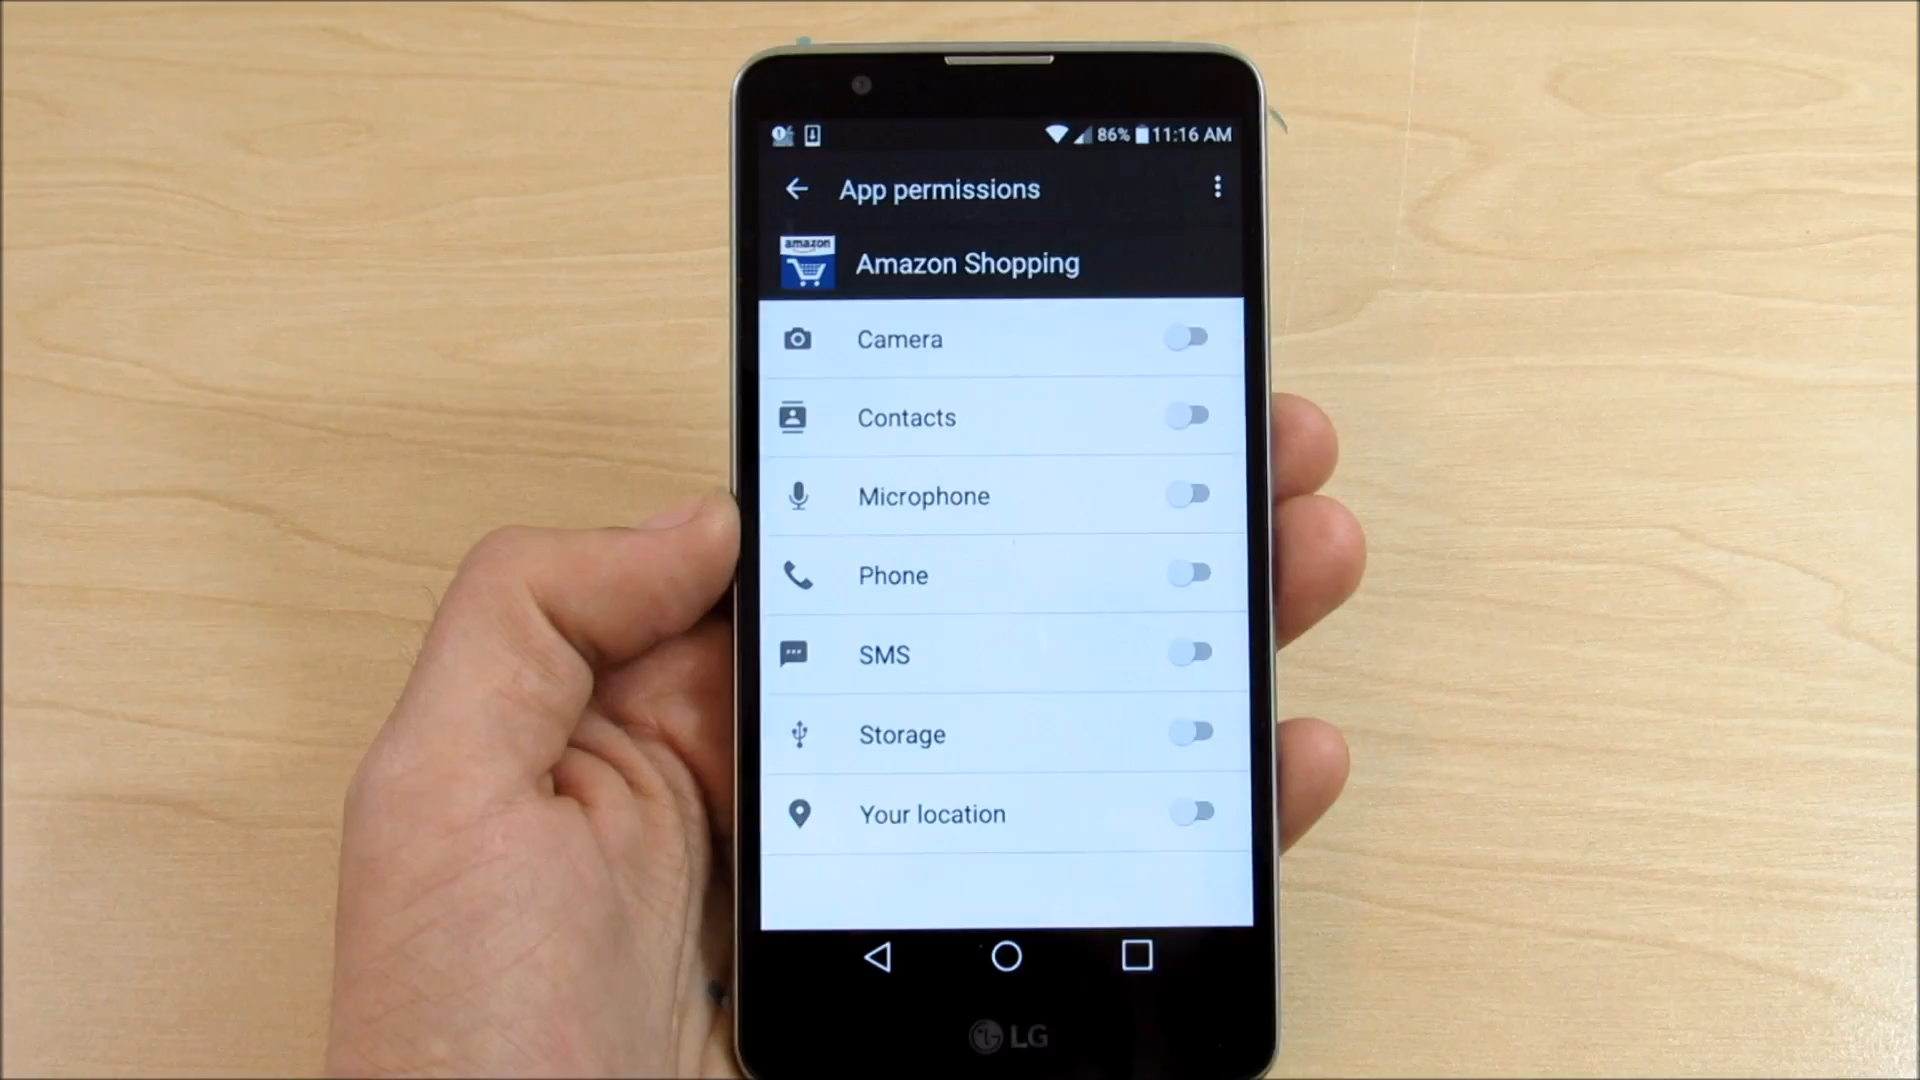 86% 11:16 AM
App permissions
amazon
Amazon Shopping
Camera
Contacts
Microphone
Phone
SMS
Storage
Your location
LG